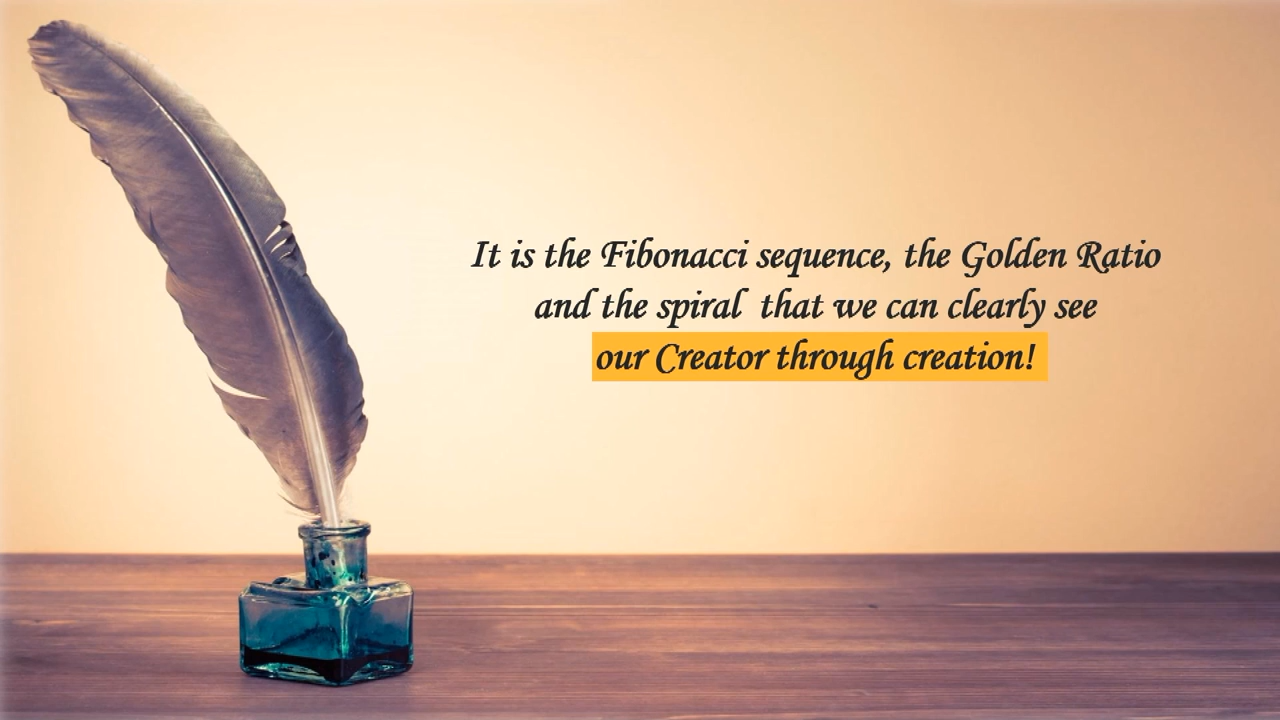 It is the Fibonacci sequence, the Golden Ratio
and the spiral  that we can clearly see
our Creator through creation!